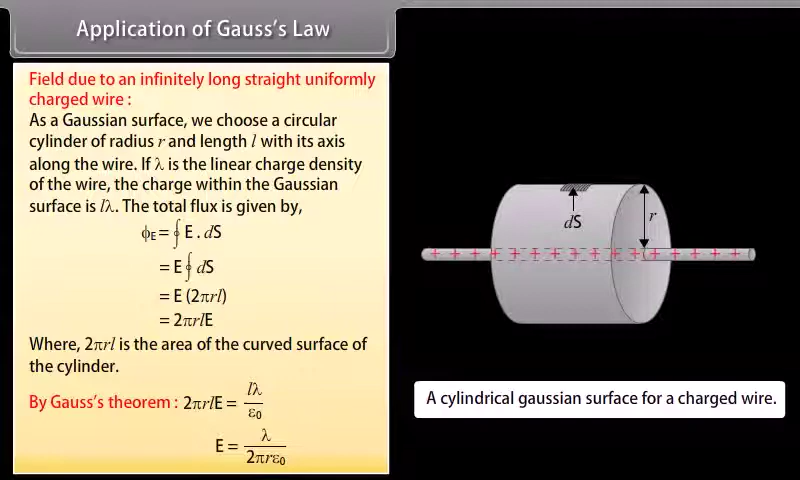 Application of Gauss's Law
Field due to an infinitely long straight uniformly
charged wire :
As a Gaussian surface, we choose a circular
cylinder of radius r and length l with its axis
along the wire. If λ is the linear charge density
of the wire, the charge within the Gaussian
surface is lλ. The total flux is given by,
ϕE = ∮ E . dS
= E ∮ dS
= E (2πrl)
= 2πrlE
Where, 2πrl is the area of the curved surface of
the cylinder.
By Gauss's theorem : 2πrlE = lλ/ε0
E = λ/2πrε0
dS
r
+ + + + + + + + + + + + + + + + +
A cylindrical gaussian surface for a charged wire.